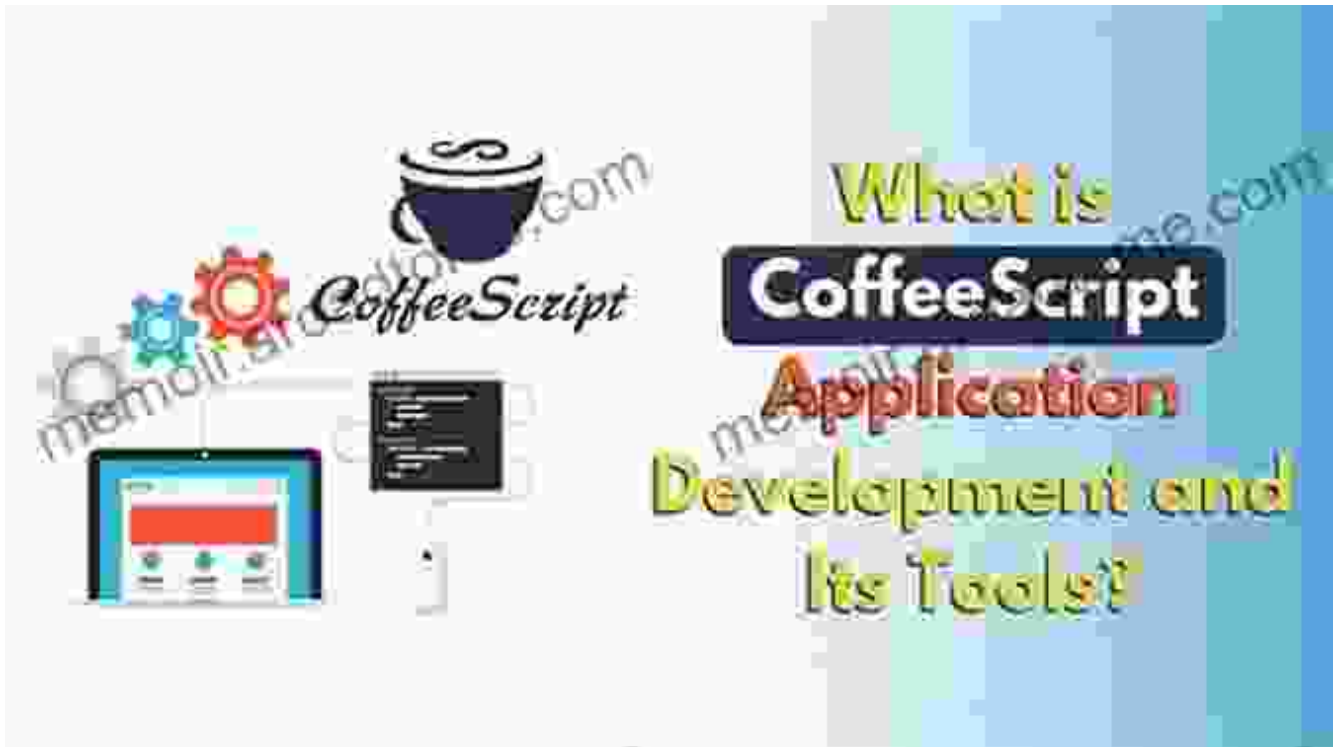 CoffeeScript
What is
CoffeeScript
Application
Development and
Its Tools?